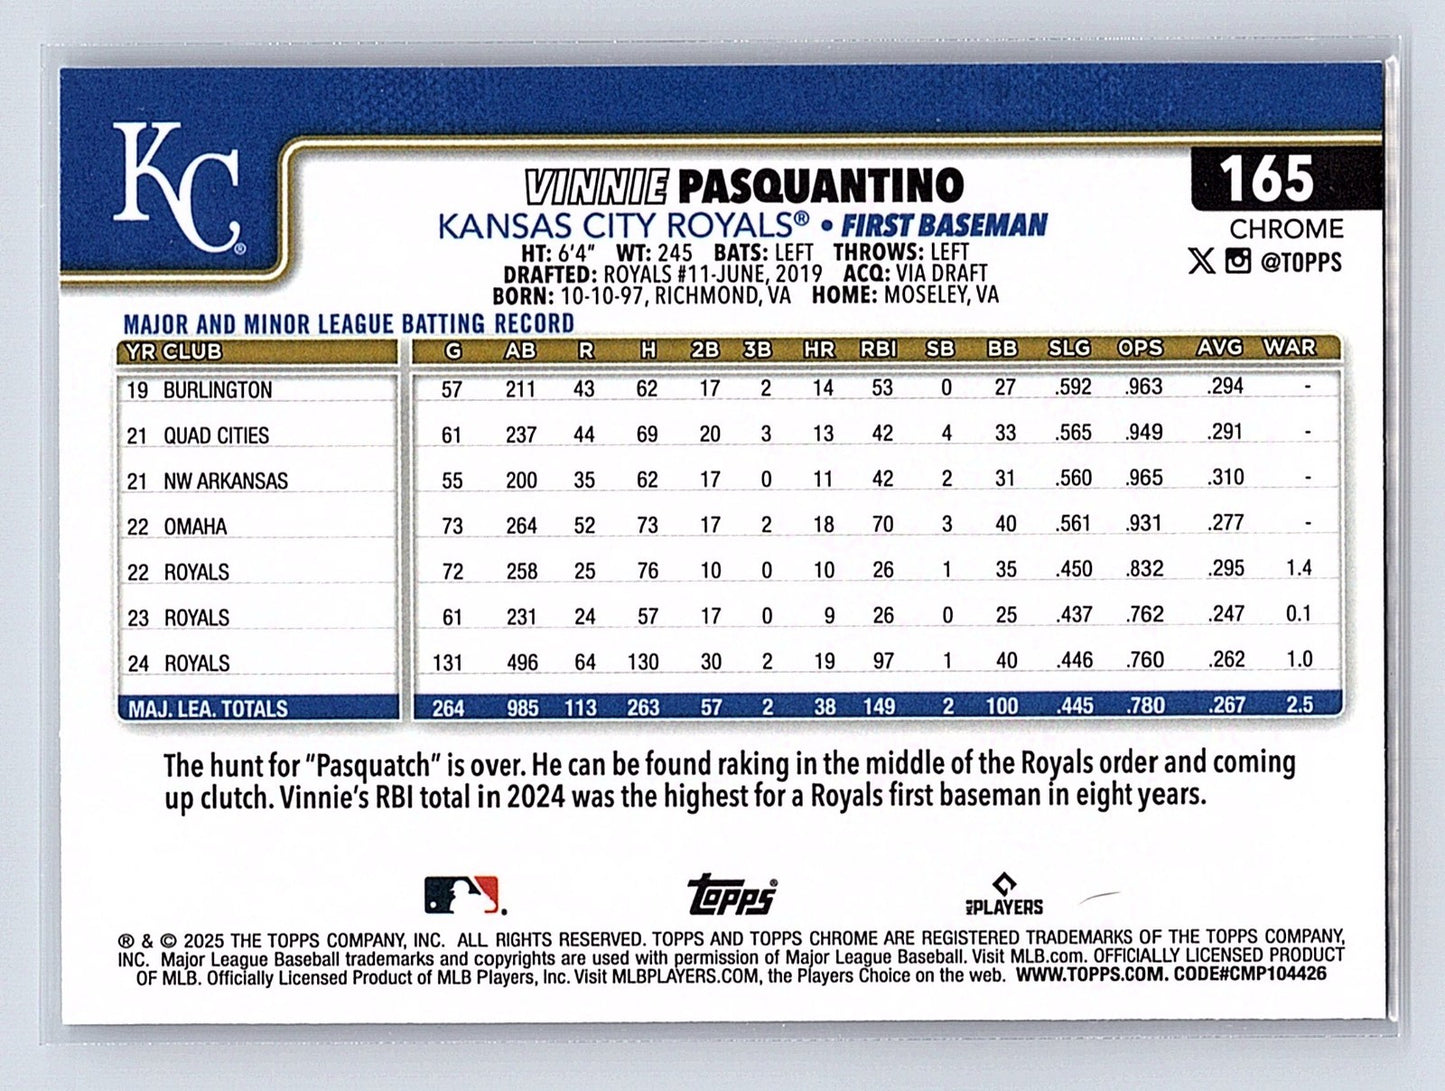 KC®
VINNIE PASQUANTINO
165
KANSAS CITY ROYALS® • FIRST BASEMAN
CHROME
HT: 6'4" WT: 245 BATS: LEFT THROWS: LEFT
@TOPPS
DRAFTED: ROYALS #11-JUNE, 2019 ACQ: VIA DRAFT
BORN: 10-10-97, RICHMOND, VA HOME: MOSELEY, VA
MAJOR AND MINOR LEAGUE BATTING RECORD
YR CLUB G AB R H 2B 3B HR RBI SB BB SLG OPS AVG WAR
19 BURLINGTON 57 211 43 62 17 2 14 53 0 27 .592 .963 .294 -
21 QUAD CITIES 61 237 44 69 20 3 13 42 4 33 .565 .949 .291 -
21 NW ARKANSAS 55 200 35 62 17 0 11 42 2 31 .560 .965 .310 -
22 OMAHA 73 264 52 73 17 2 18 70 3 40 .561 .931 .277 -
22 ROYALS 72 258 25 76 10 0 10 26 1 35 .450 .832 .295 1.4
23 ROYALS 61 231 24 57 17 0 9 26 0 25 .437 .762 .247 0.1
24 ROYALS 131 496 64 130 30 2 19 97 1 40 .446 .760 .262 1.0
MAJ. LEA. TOTALS 264 985 113 263 57 2 38 149 2 100 .445 .780 .267 2.5
The hunt for "Pasquatch" is over. He can be found raking in the middle of the Royals order and coming
up clutch. Vinnie's RBI total in 2024 was the highest for a Royals first baseman in eight years.
Topps®
MLB PLAYERS
® & © 2025 THE TOPPS COMPANY, INC. ALL RIGHTS RESERVED. TOPPS AND TOPPS CHROME ARE REGISTERED TRADEMARKS OF THE TOPPS COMPANY,
INC. Major League Baseball trademarks and copyrights are used with permission of Major League Baseball. Visit MLB.com. OFFICIALLY LICENSED PRODUCT
OF MLB. Officially Licensed Product of MLB Players, Inc. Visit MLBPLAYERS.COM, the Players Choice on the web. WWW.TOPPS.COM. CODE#CMP104426